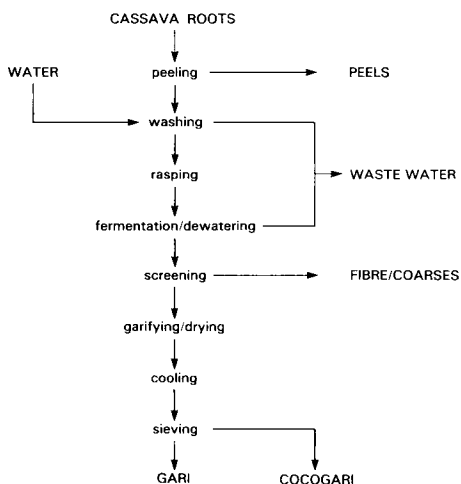 CASSAVA ROOTS
WATER
peeling
PEELS
washing
rasping
WASTE WATER
fermentation/dewatering
screening
FIBRE/COARSES
garifying/drying
cooling
sieving
GARI
COCOGARI